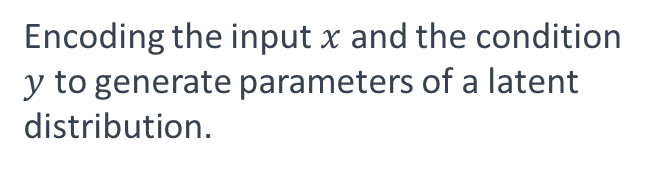 Encoding the input x and the condition
y to generate parameters of a latent
distribution.